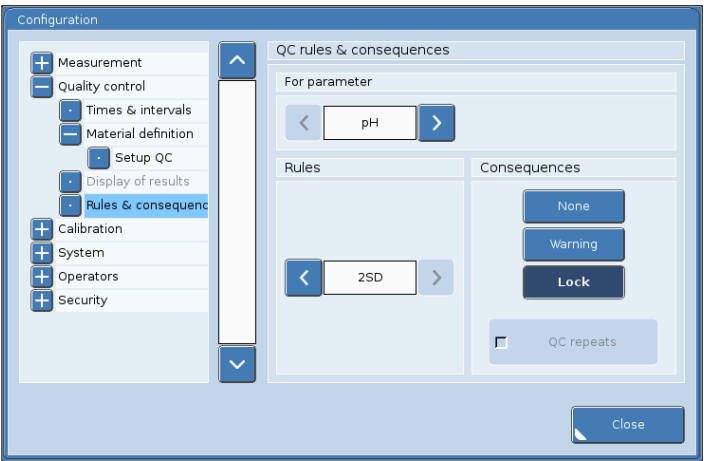 Configuration
Measurement
Quality control
Times & intervals
Material definition
Setup QC
Display of results
Rules & consequenc
Calibration
System
Operators
Security
QC rules & consequences
For parameter
pH
Rules
2SD
Consequences
None
Warning
Lock
QC repeats
Close